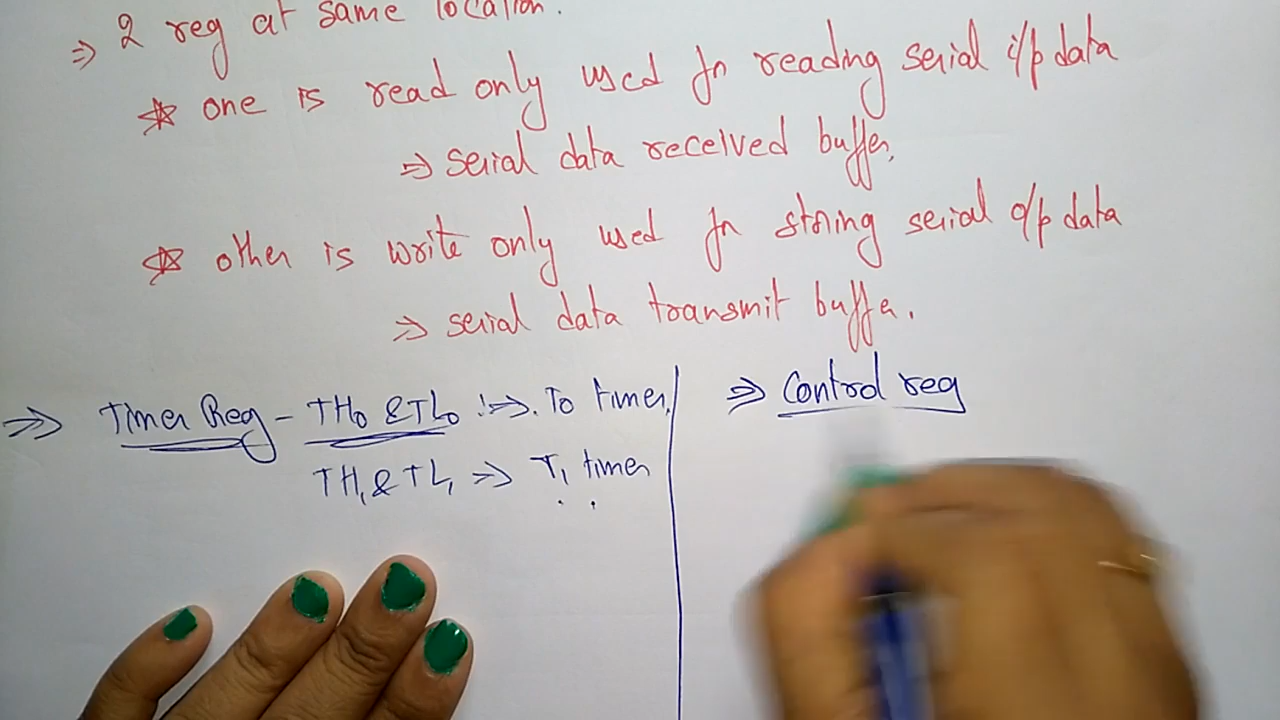 ⇒ 2 reg at same location.
☆ one is read only used for reading serial i/p data
⇒ serial data received buffer.
☆ other is write only used for storing serial o/p data
⇒ serial data transmit buffer.
⇒ Timer Reg - TH0 & TL0 :⇒. T0 timer.
TH1 & TL1 ⇒ T1 timer
⇒ Control reg